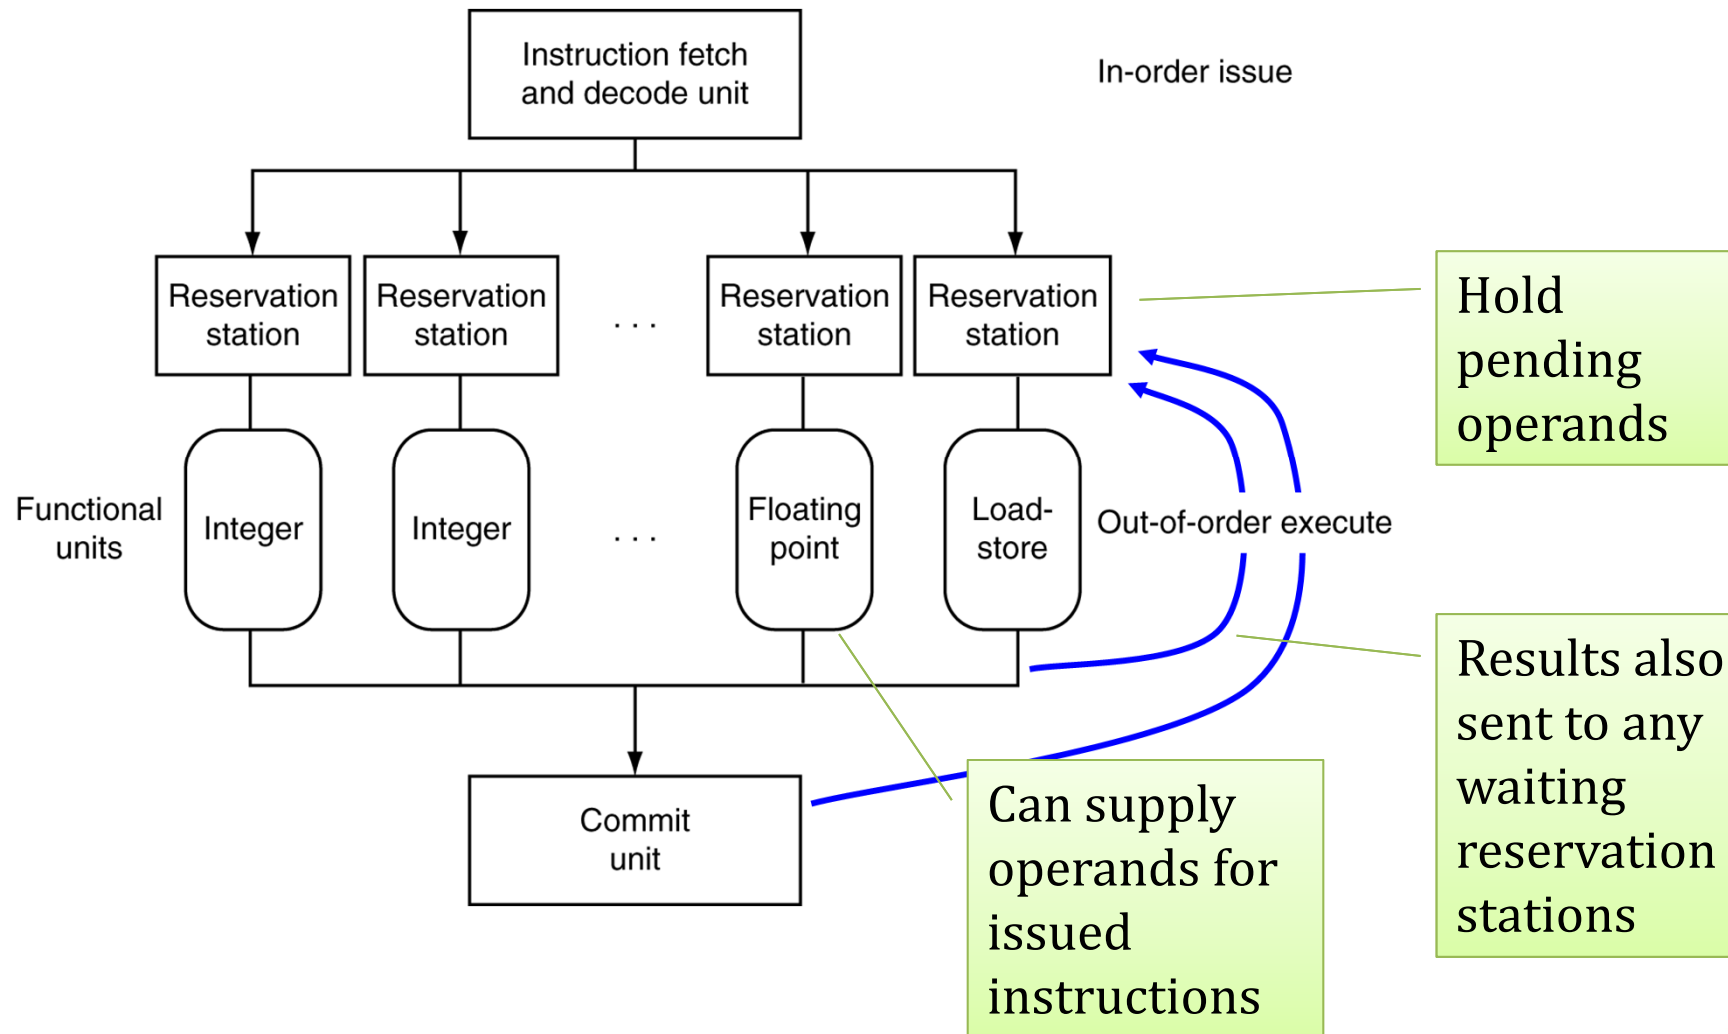 Instruction fetch
and decode unit
In-order issue
Reservation
station
Reservation
station
. . .
Reservation
station
Reservation
station
Hold
pending
operands
Functional
units
Integer
Integer
. . .
Floating
point
Load-
store
Out-of-order execute
Results also
sent to any
waiting
reservation
stations
Commit
unit
Can supply
operands for
issued
instructions